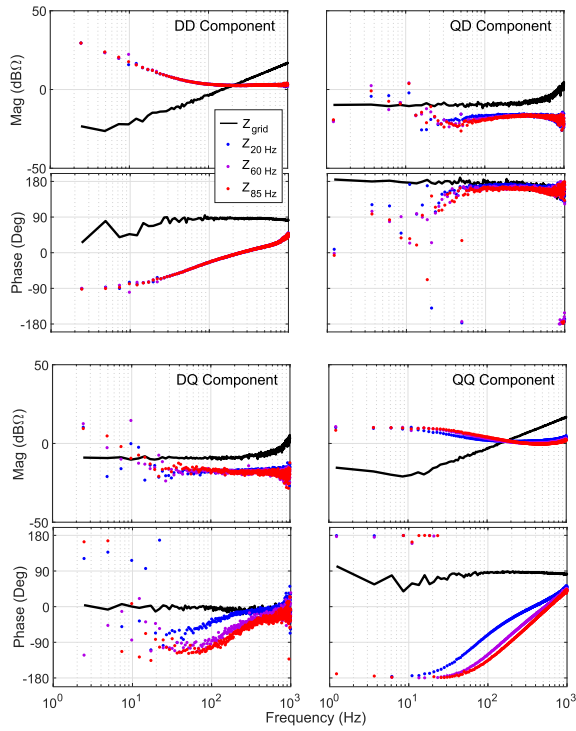 DD Component
QD Component
50
0
-50
Mag (dBΩ)
Z_grid
Z_20 Hz
Z_60 Hz
Z_85 Hz
180
90
0
-90
-180
Phase (Deg)
DQ Component
QQ Component
50
0
-50
Mag (dBΩ)
180
90
0
-90
-180
Phase (Deg)
10^0 10^1 10^2 10^3 10^0 10^1 10^2 10^3
Frequency (Hz)